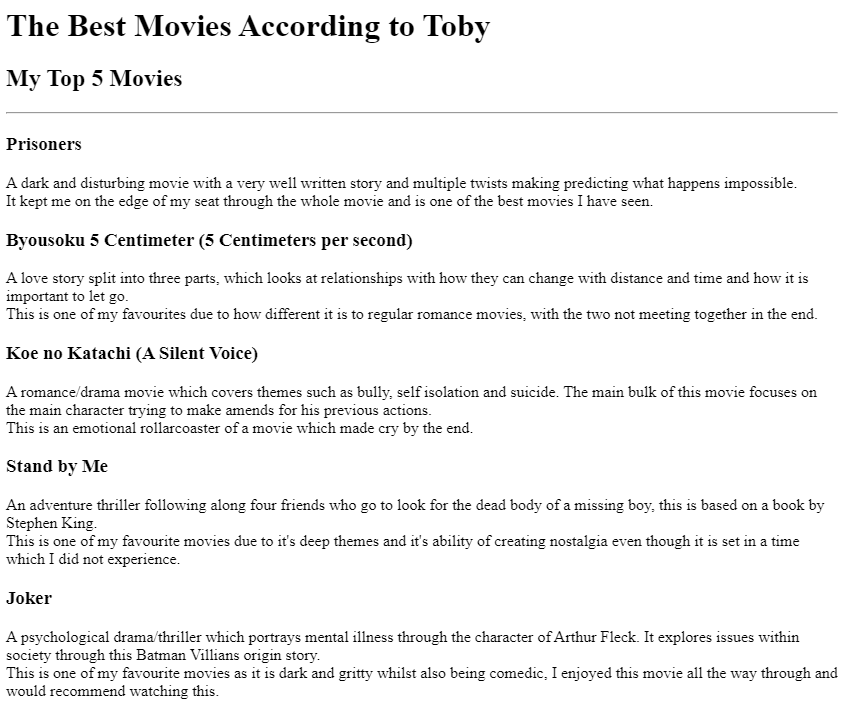 The Best Movies According to Toby
My Top 5 Movies
Prisoners
A dark and disturbing movie with a very well written story and multiple twists making predicting what happens impossible.
It kept me on the edge of my seat through the whole movie and is one of the best movies I have seen.
Byousoku 5 Centimeter (5 Centimeters per second)
A love story split into three parts, which looks at relationships with how they can change with distance and time and how it is
important to let go.
This is one of my favourites due to how different it is to regular romance movies, with the two not meeting together in the end.
Koe no Katachi (A Silent Voice)
A romance/drama movie which covers themes such as bully, self isolation and suicide. The main bulk of this movie focuses on
the main character trying to make amends for his previous actions.
This is an emotional rollarcoaster of a movie which made cry by the end.
Stand by Me
An adventure thriller following along four friends who go to look for the dead body of a missing boy, this is based on a book by
Stephen King.
This is one of my favourite movies due to it's deep themes and it's ability of creating nostalgia even though it is set in a time
which I did not experience.
Joker
A psychological drama/thriller which portrays mental illness through the character of Arthur Fleck. It explores issues within
society through this Batman Villians origin story.
This is one of my favourite movies as it is dark and gritty whilst also being comedic, I enjoyed this movie all the way through and
would recommend watching this.